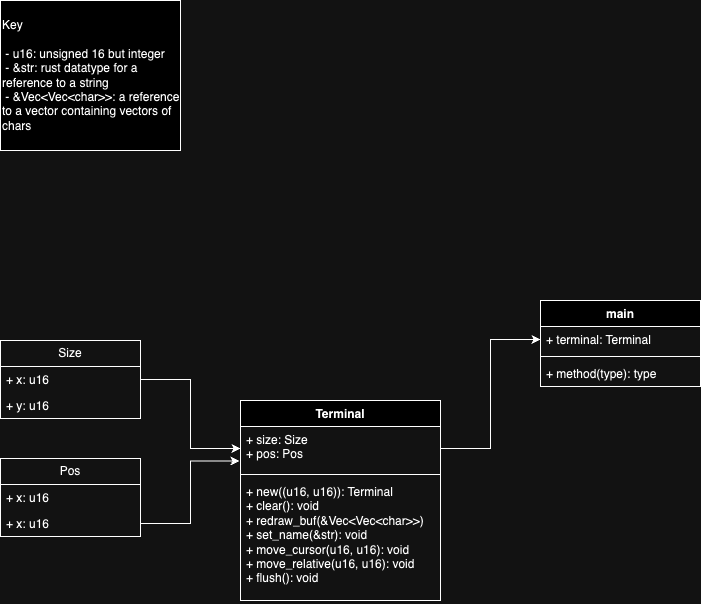 Key
- u16: unsigned 16 but integer
- &str: rust datatype for a
reference to a string
- &Vec<Vec<char>>: a reference
to a vector containing vectors of
chars
main
+ terminal: Terminal
+ method(type): type
Size
+ x: u16
+ y: u16
Terminal
+ size: Size
+ pos: Pos
+ new((u16, u16)): Terminal
+ clear(): void
+ redraw_buf(&Vec<Vec<char>>)
+ set_name(&str): void
+ move_cursor(u16, u16): void
+ move_relative(u16, u16): void
+ flush(): void
Pos
+ x: u16
+ x: u16